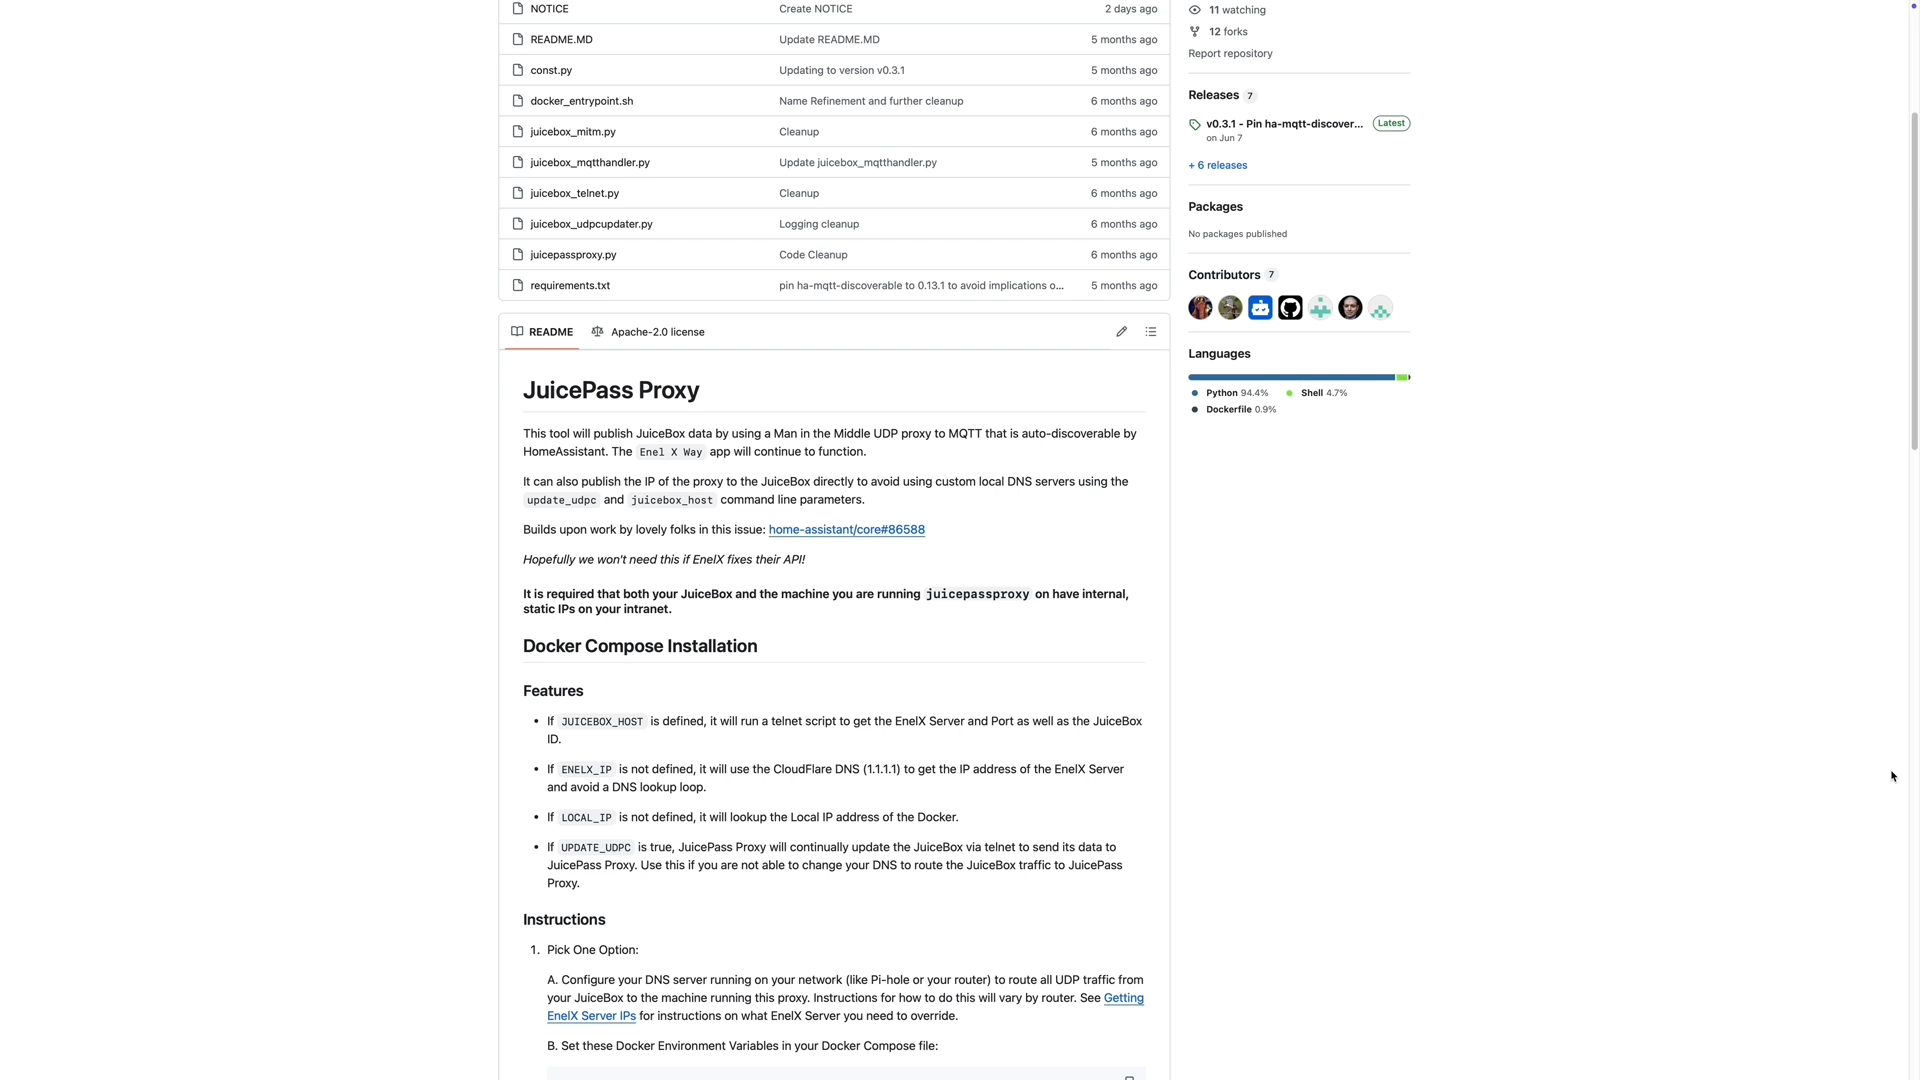 NOTICE Create NOTICE 2 days ago
README.MD Update README.MD 5 months ago
const.py Updating to version v0.3.1 5 months ago
docker_entrypoint.sh Name Refinement and further cleanup 6 months ago
juicebox_mitm.py Cleanup 6 months ago
juicebox_mqtthandler.py Update juicebox_mqtthandler.py 5 months ago
juicebox_telnet.py Cleanup 6 months ago
juicebox_udpcupdater.py Logging cleanup 6 months ago
juicepassproxy.py Code Cleanup 6 months ago
requirements.txt pin ha-mqtt-discoverable to 0.13.1 to avoid implications o... 5 months ago
README Apache-2.0 license
JuicePass Proxy
This tool will publish JuiceBox data by using a Man in the Middle UDP proxy to MQTT that is auto-discoverable by
HomeAssistant. The Enel X Way app will continue to function.
It can also publish the IP of the proxy to the JuiceBox directly to avoid using custom local DNS servers using the
update_udpc and juicebox_host command line parameters.
Builds upon work by lovely folks in this issue: home-assistant/core#86588
Hopefully we won't need this if EnelX fixes their API!
It is required that both your JuiceBox and the machine you are running juicepassproxy on have internal,
static IPs on your intranet.
Docker Compose Installation
Features
• If JUICEBOX_HOST is defined, it will run a telnet script to get the EnelX Server and Port as well as the JuiceBox
ID.
• If ENELX_IP is not defined, it will use the CloudFlare DNS (1.1.1.1) to get the IP address of the EnelX Server
and avoid a DNS lookup loop.
• If LOCAL_IP is not defined, it will lookup the Local IP address of the Docker.
• If UPDATE_UDPC is true, JuicePass Proxy will continually update the JuiceBox via telnet to send its data to
JuicePass Proxy. Use this if you are not able to change your DNS to route the JuiceBox traffic to JuicePass
Proxy.
Instructions
1. Pick One Option:
A. Configure your DNS server running on your network (like Pi-hole or your router) to route all UDP traffic from
your JuiceBox to the machine running this proxy. Instructions for how to do this will vary by router. See Getting
EnelX Server IPs for instructions on what EnelX Server you need to override.
B. Set these Docker Environment Variables in your Docker Compose file:
11 watching
12 forks
Report repository
Releases 7
v0.3.1 - Pin ha-mqtt-discover... Latest
on Jun 7
+ 6 releases
Packages
No packages published
Contributors 7
Languages
Python 94.4% Shell 4.7%
Dockerfile 0.9%